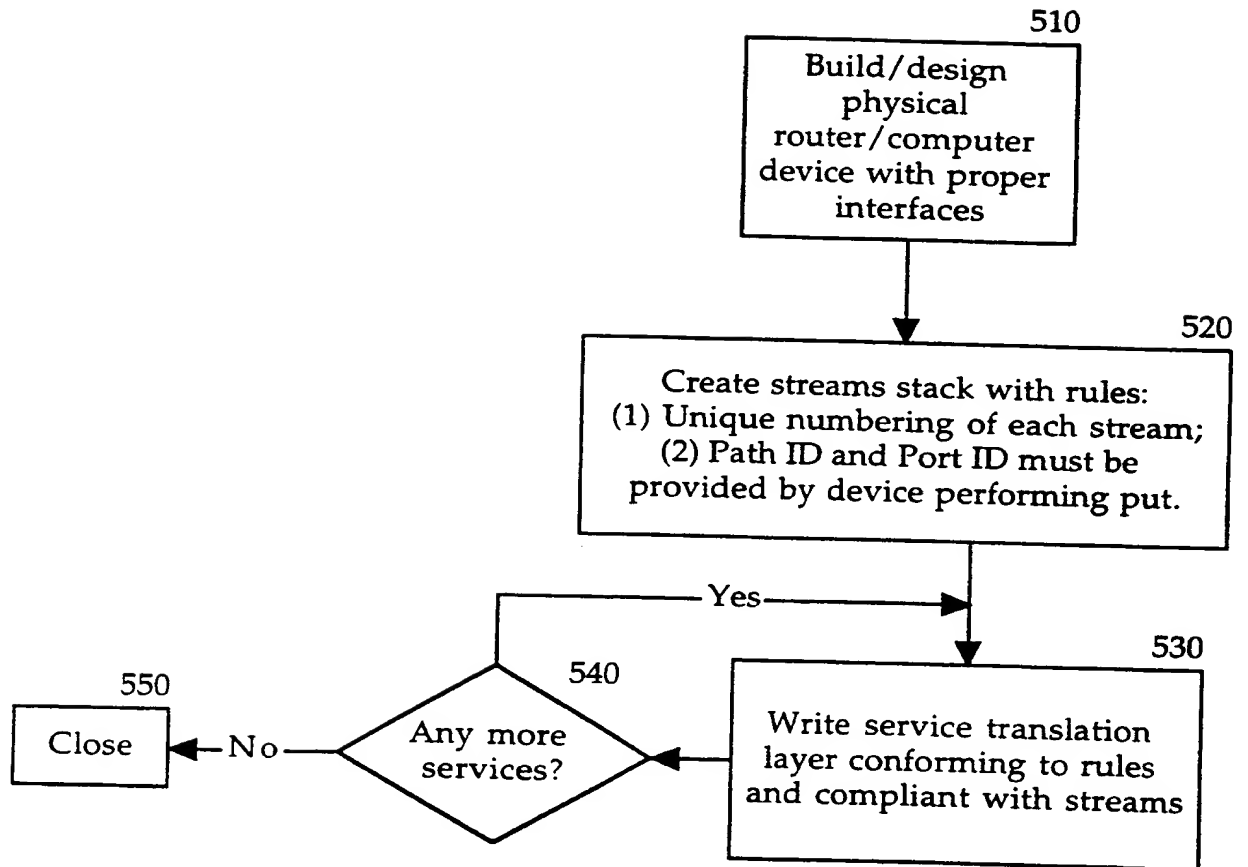 510
Build/design
physical
router/computer
device with proper
interfaces
520
Create streams stack with rules:
(1) Unique numbering of each stream;
(2) Path ID and Port ID must be
provided by device performing put.
Yes
530
Write service translation
layer conforming to rules
and compliant with streams
540
Any more
services?
No
550
Close